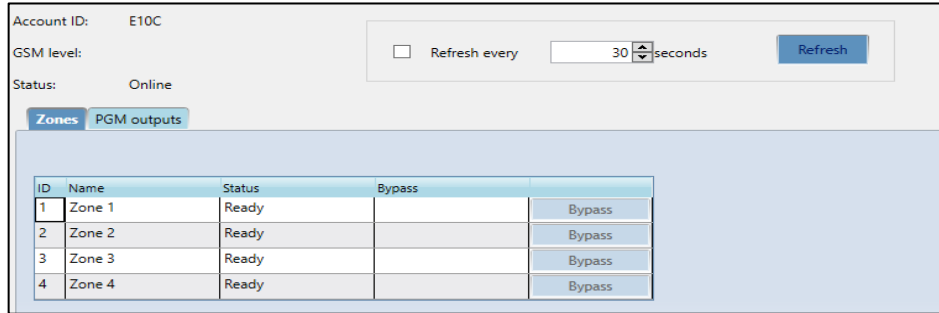 Account ID: E10C
GSM level:
Refresh every 30 seconds Refresh
Status: Online
Zones PGM outputs
ID Name Status Bypass
1 Zone 1 Ready Bypass
2 Zone 2 Ready Bypass
3 Zone 3 Ready Bypass
4 Zone 4 Ready Bypass